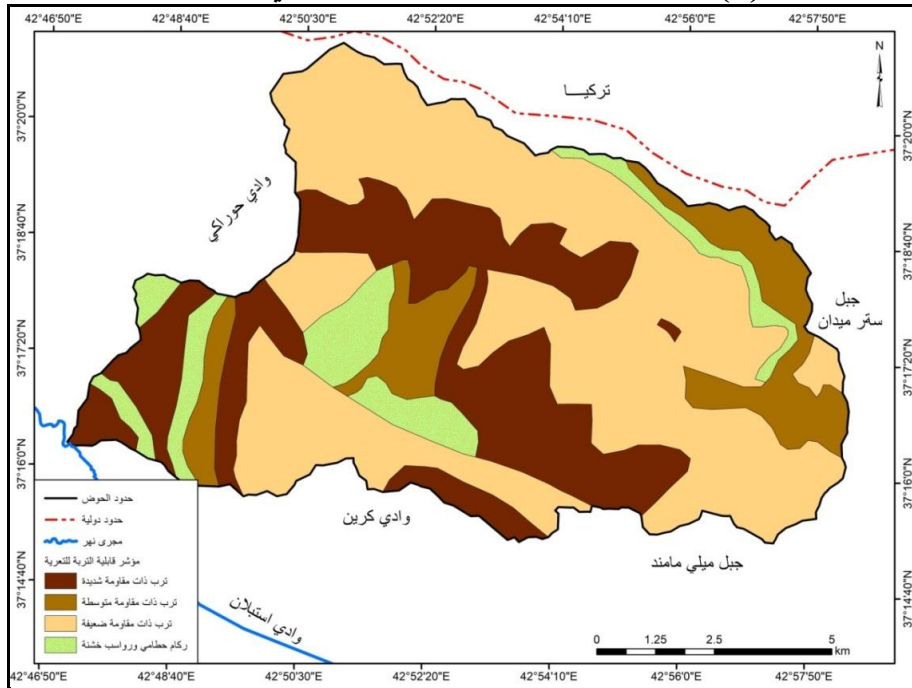 42°46'50"E 42°48'40"E 42°50'30"E 42°52'20"E 42°54'10"E 42°56'0"E 42°57'50"E
N
تركيـــا
37°20'0"N
37°20'0"N
وادي حوراكي
37°18'40"N
37°18'40"N
جبل
سةر ميدان
37°17'20"N
37°17'20"N
37°16'0"N
37°16'0"N
وادي كرين
جبل ميلي مامند
حدود الحوض
حدود دولية
مجرى نهر
مؤشر قابلية التربة للتعرية
ترب ذات مقاومة شديدة
ترب ذات مقاومة متوسطة
ترب ذات مقاومة ضعيفة
ركام حطامي ورواسب خشنة
37°14'40"N
37°14'40"N
وادي استبلان
0 1.25 2.5 5
km
42°46'50"E 42°48'40"E 42°50'30"E 42°52'20"E 42°54'10"E 42°56'0"E 42°57'50"E